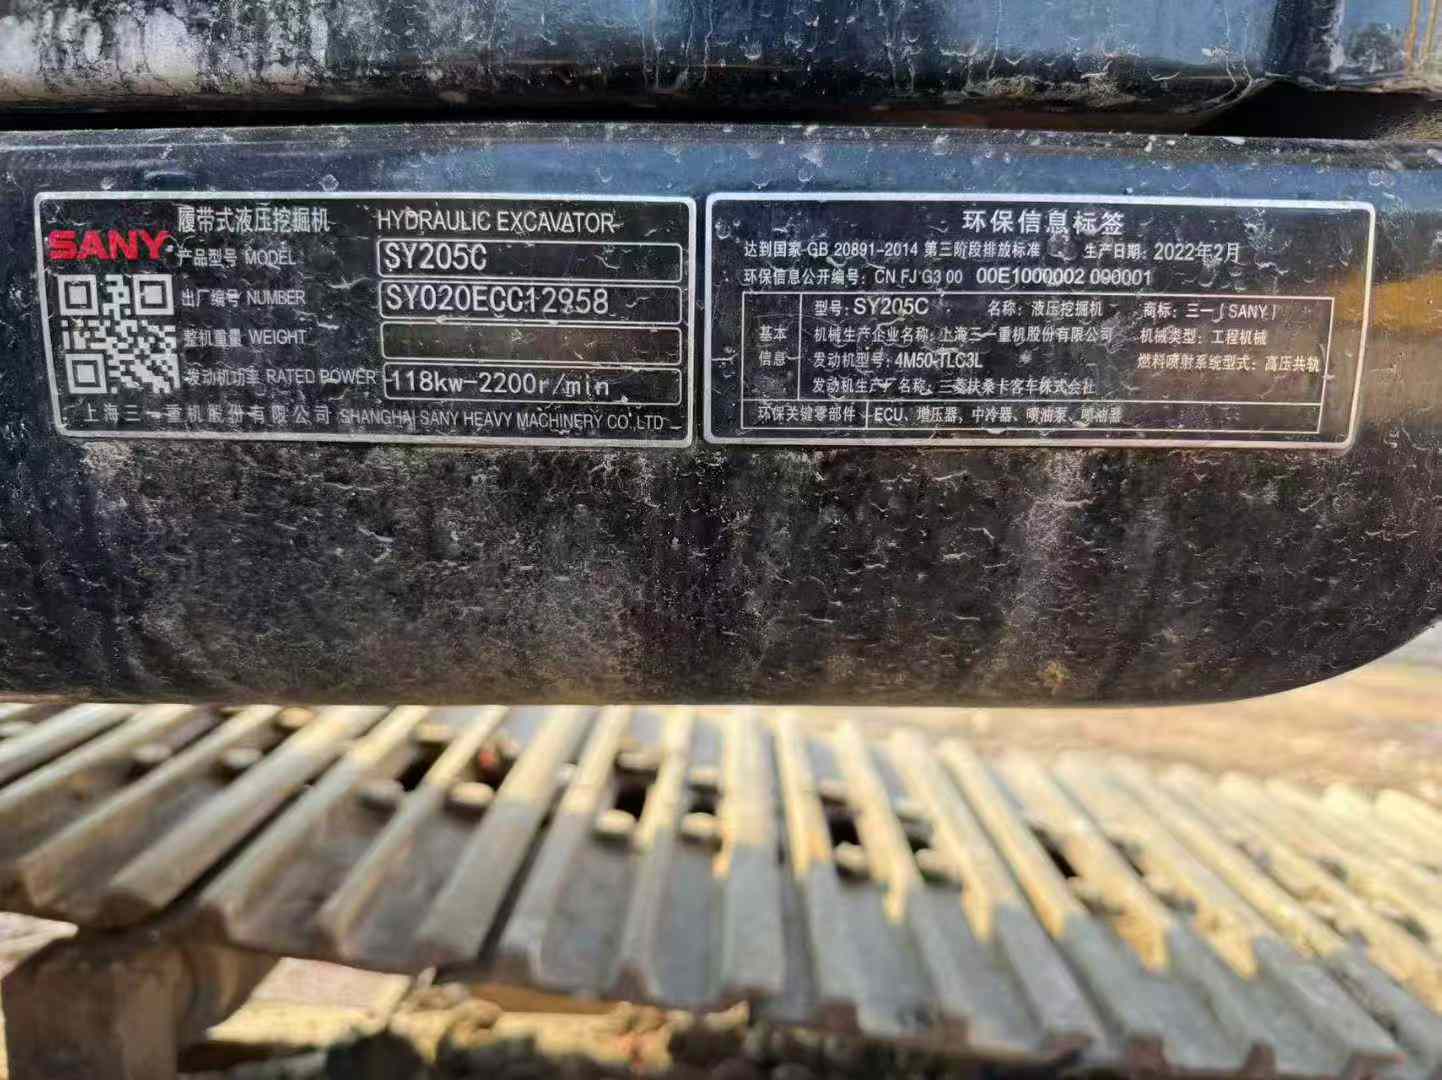 履带式液压挖掘机 HYDRAULIC EXCAVATOR
SANY
产品型号 MODEL SY205C
出厂编号 NUMBER SY020ECC12958
整机重量 WEIGHT
发动机功率 RATED POWER 118kw-2200r/min
上海三一重机股份有限公司 SHANGHAI SANY HEAVY MACHINERY CO.,LTD
环保信息标签
达到国家 GB 20891-2014 第三阶段排放标准 生产日期: 2022年2月
环保信息公开编号: CN FJ G3 00 00E1000002 090001
基本信息
型号: SY205C 名称: 液压挖掘机 商标: 三一[SANY]
机械生产企业名称: 上海三一重机股份有限公司 机械类型: 工程机械
发动机型号: 4M50-TLC3L 燃料喷射系统型式: 高压共轨
发动机生产厂名称: 三菱扶桑卡客车株式会社
环保关键零部件 ECU、增压器, 中冷器、喷油泵、喷油器